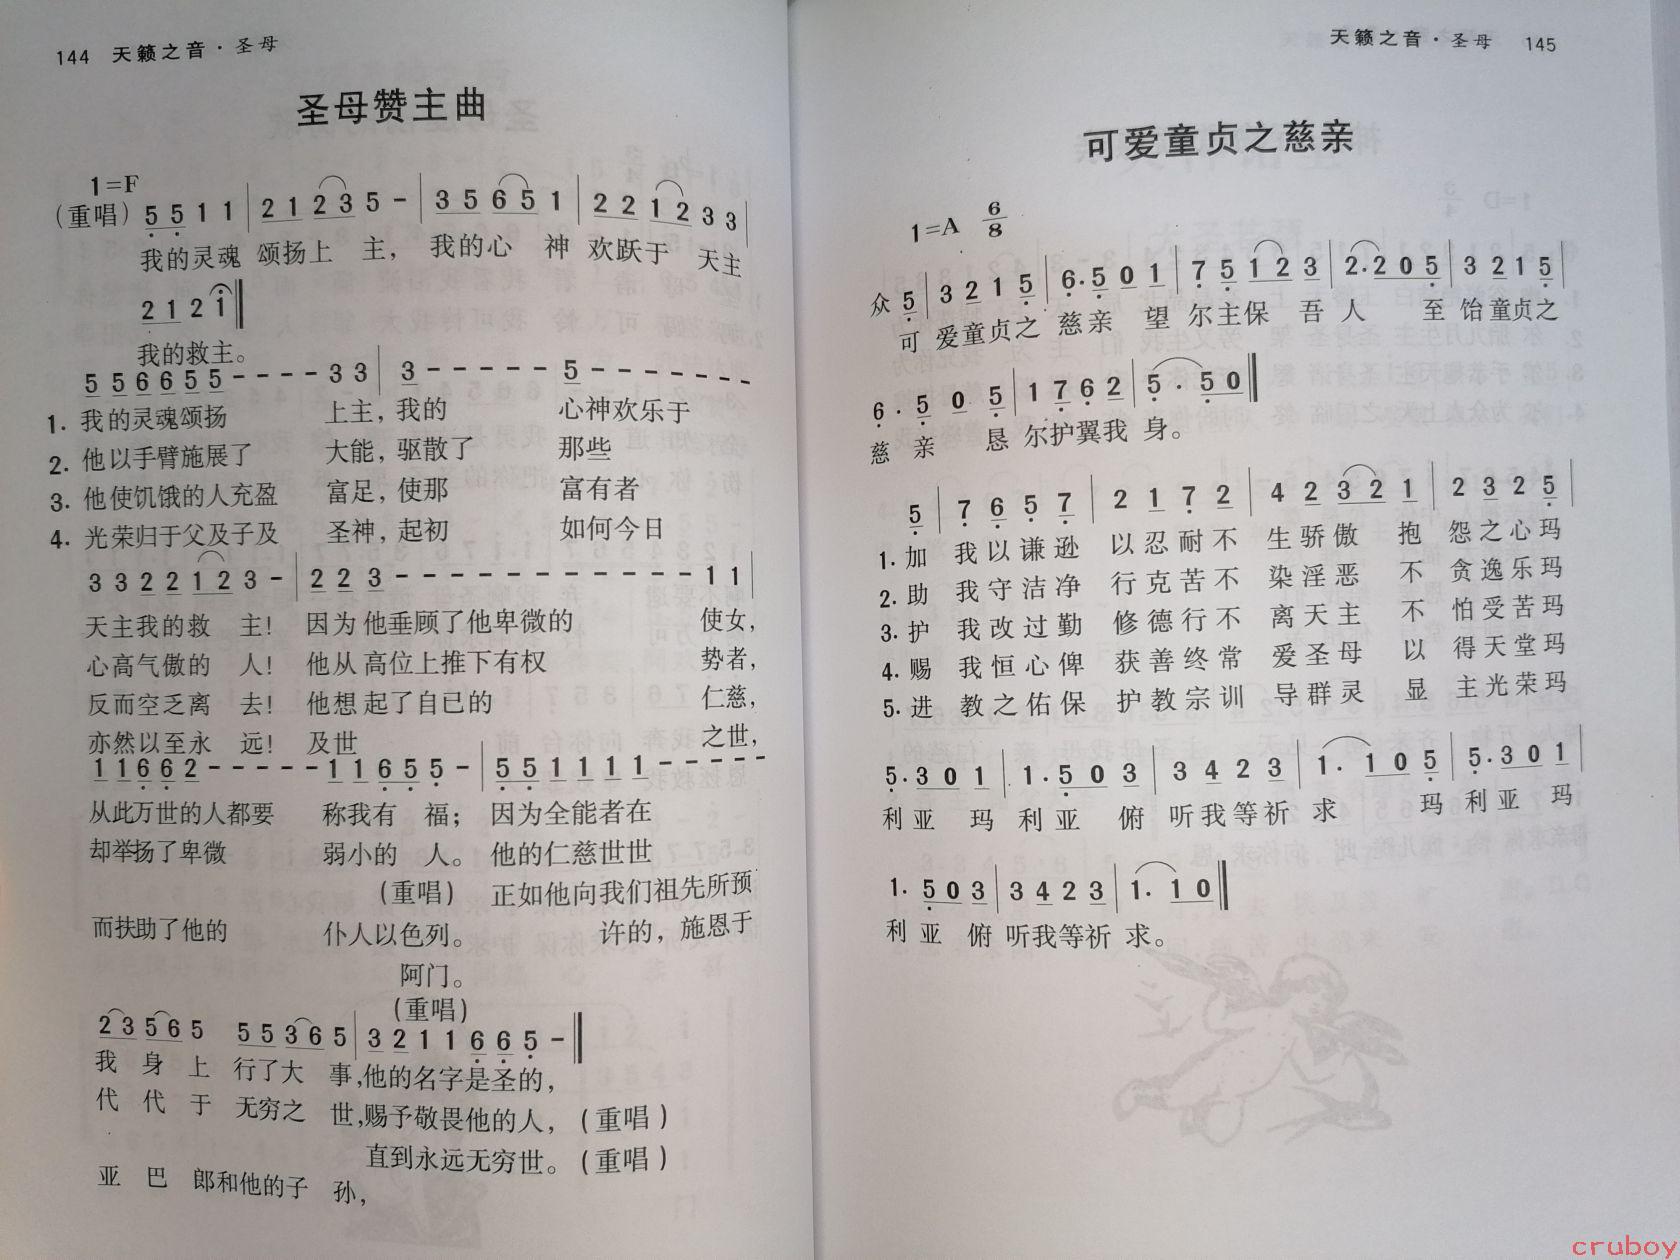 144 天籁之音·圣母
圣母赞主曲
1=F
(重唱) 5 5 1 1 | 2 1 2 3 5 - | 3 5 6 5 1 | 2 2 1 2 3 3 |
我的灵魂 颂扬上 主, 我的心 神 欢跃于 天主
2 1 2 i ‖
我的救主。
5 5 6 6 5 5 - - - - 3 3 | 3 - - - - - 5 - - - - - - -
1. 我的灵魂颂扬 上主, 我的 心神欢乐于
2. 他以手臂施展了 大能, 驱散了 那些
3. 他使饥饿的人充盈 富足, 使那 富有者
4. 光荣归于父及子及 圣神, 起初 如何今日
3 3 2 2 1 2 3 - | 2 2 3 - - - - - - - - - - - - 1 1 |
天主我的救 主! 因为他垂顾了他卑微的 使女,
心高气傲的 人! 他从高位上推下有权 势者,
反而空乏离 去! 他想起了自已的 仁慈,
亦然以至永 远! 及世 之世,
1 1 6 6 2 - - - - - 1 1 6 5 5 - | 5 5 1 1 1 1 - - - - -
从此万世的人都要 称我有 福; 因为全能者在
却举扬了卑微 弱小的 人。 他的仁慈世世
(重唱) 正如他向我们祖先所预
而扶助了他的 仆人以色列。 许的, 施恩于
阿门。
(重唱)
2 3 5 6 5 5 5 3 6 5 | 3 2 1 1 6 6 5 - ‖
我 身 上 行了大 事,他的名字是圣的,
代 代 于 无穷之 世,赐予敬畏他的人, (重唱)
直到永远无穷世。(重唱)
亚 巴 郎和他的子 孙,
天籁之音·圣母 145
可爱童贞之慈亲
1=A 6/8
众 5 | 3 2 1 5 | 6. 5 0 1 | 7 5 1 2 3 | 2. 2 0 5 | 3 2 1 5 |
可 爱童贞之 慈亲 望 尔主保 吾 人 至 饴童贞之
6 . 5 0 5 | 1 7 6 2 | 5 . 5 0 ‖
慈 亲 恳 尔护翼我 身。
5 | 7 6 5 7 | 2 1 7 2 | 4 2 3 2 1 | 2 3 2 5 |
1. 加 我以谦逊 以忍耐不 生骄傲 抱 怨之心玛
2. 助 我守洁净 行克苦不 染淫恶 不 贪逸乐玛
3. 护 我改过勤 修德行不 离天主 不 怕受苦玛
4. 赐 我恒心俾 获善终常 爱圣母 以 得天堂玛
5. 进 教之佑保 护教宗训 导群灵 显 主光荣玛
5. 3 0 1 | 1. 5 0 3 | 3 4 2 3 | 1. 1 0 5 | 5. 3 0 1 |
利亚 玛 利亚 俯 听我等祈 求 玛 利亚 玛
1. 5 0 3 | 3 4 2 3 | 1. 1 0 ‖
利 亚 俯 听我等祈 求。
cruboy